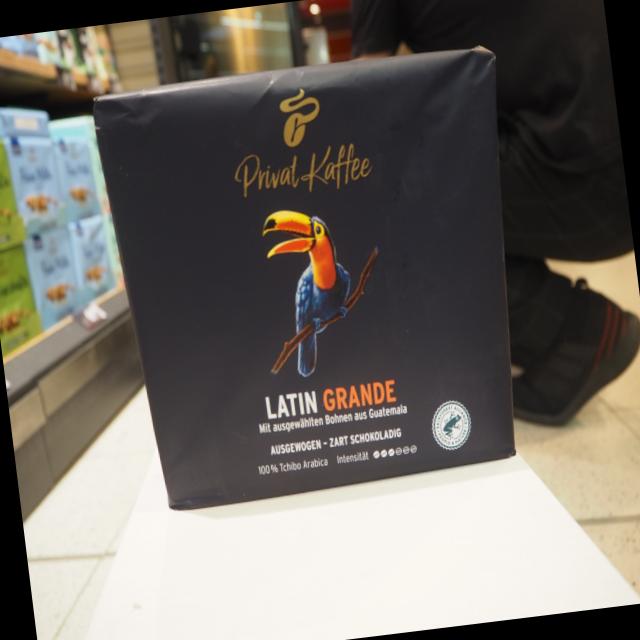 Privat Kaffee
LATIN GRANDE
Mit ausgewählten Bohnen aus Guatemala
AUSGEWOGEN - ZART SCHOKOLADIG
100 % Tchibo Arabica Intensität